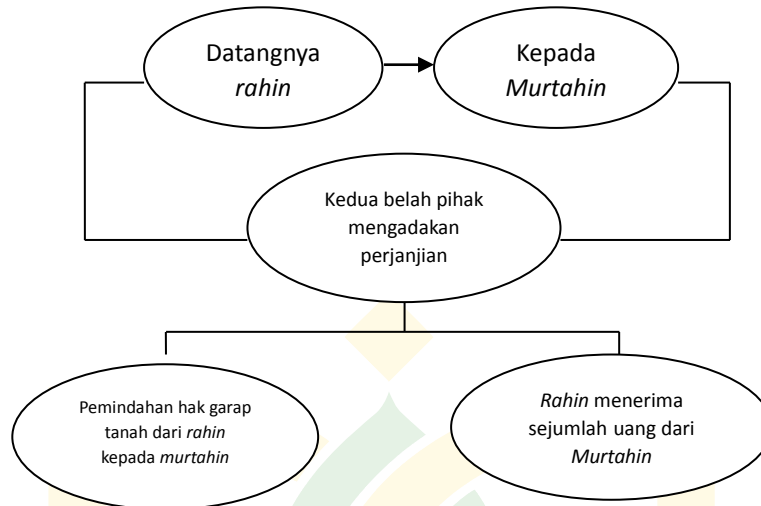 Datangnya
rahin
Kepada
Murtahin
Kedua belah pihak
mengadakan
perjanjian
Pemindahan hak garap
tanah dari rahin
kepada murtahin
Rahin menerima
sejumlah uang dari
Murtahin